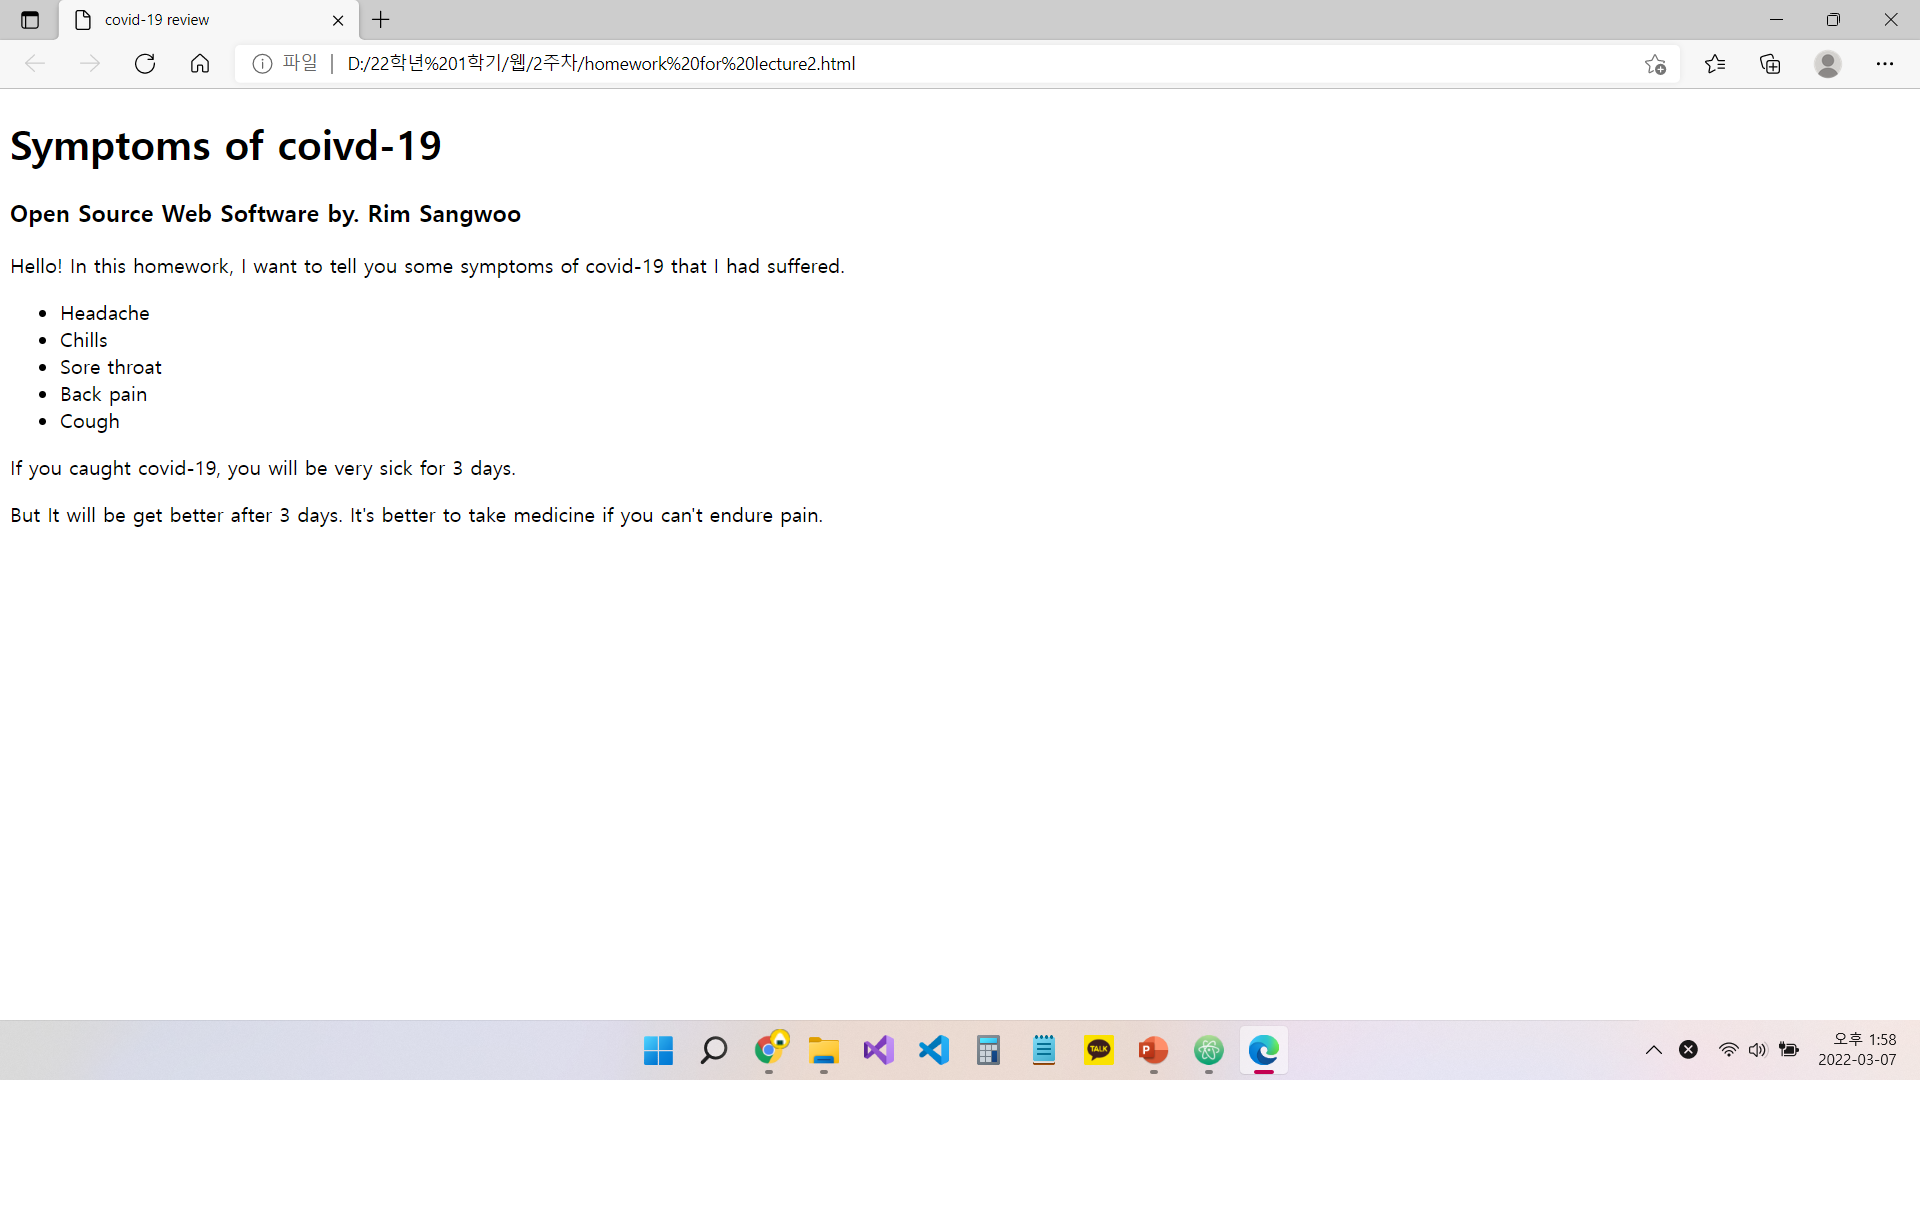 covid-19 review
파일
D:/22학년%201학기/웹/2주차/homework%20for%20lecture2.html
Symptoms of coivd-19
Open Source Web Software by. Rim Sangwoo
Hello! In this homework, I want to tell you some symptoms of covid-19 that I had suffered.
Headache
Chills
Sore throat
Back pain
Cough
If you caught covid-19, you will be very sick for 3 days.
But It will be get better after 3 days. It's better to take medicine if you can't endure pain.
TALK
P
오후 1:58
2022-03-07